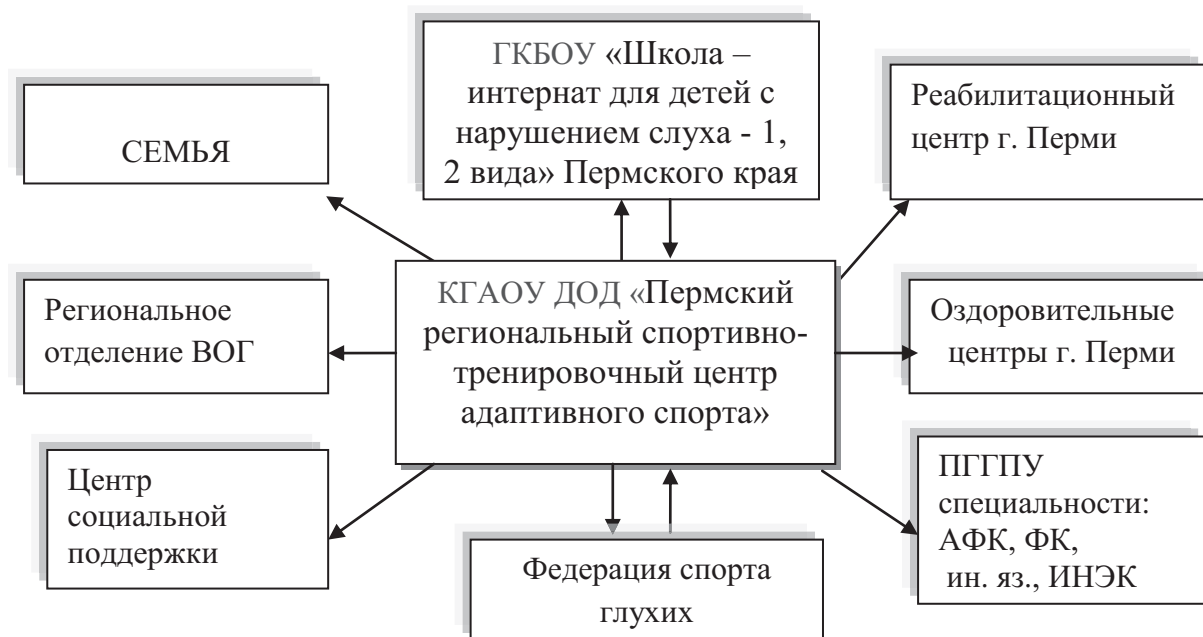 ГКБОУ «Школа –
интернат для детей с
нарушением слуха - 1,
2 вида» Пермского края
СЕМЬЯ
Реабилитационный
центр г. Перми
Региональное
отделение ВОГ
КГАОУ ДОД «Пермский
региональный спортивно-
тренировочный центр
адаптивного спорта»
Оздоровительные
центры г. Перми
Центр
социальной
поддержки
Федерация спорта
глухих
ПГГПУ
специальности:
АФК, ФК,
ин. яз., ИНЭК